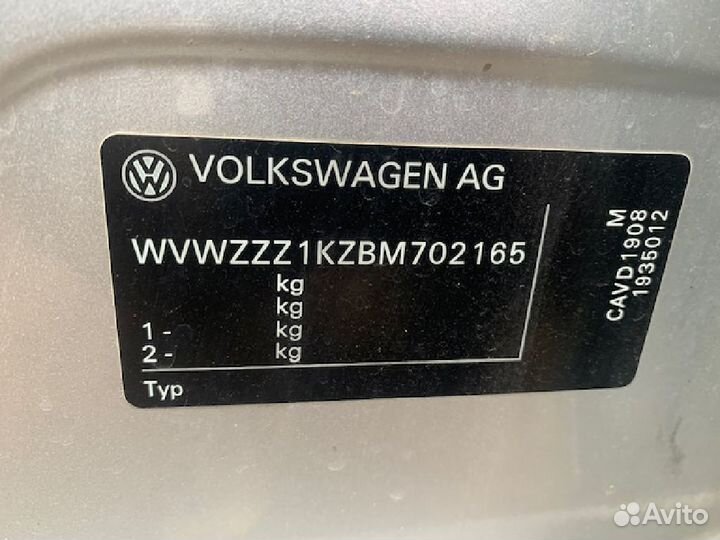 VOLKSWAGEN AG
WVWZZZ1KZBM702165
kg
kg
1 - kg
2 - kg
Typ
M
CAVD1908
1935012
Avito